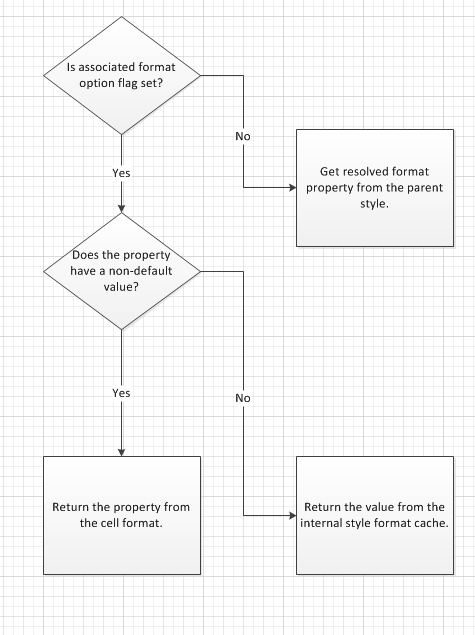 Is associated format
option flag set?
No
Get resolved format
property from the parent
style.
Yes
Does the property
have a non-default
value?
Yes
No
Return the property from
the cell format.
Return the value from the
internal style format cache.